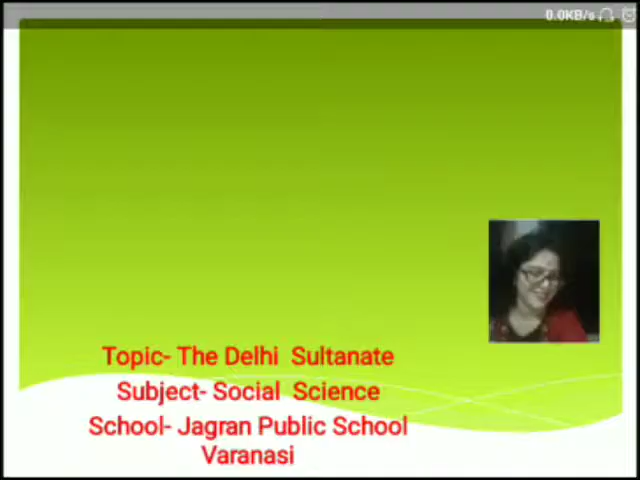 0.0KB/s
Topic- The Delhi Sultanate
Subject- Social Science
School- Jagran Public School
Varanasi